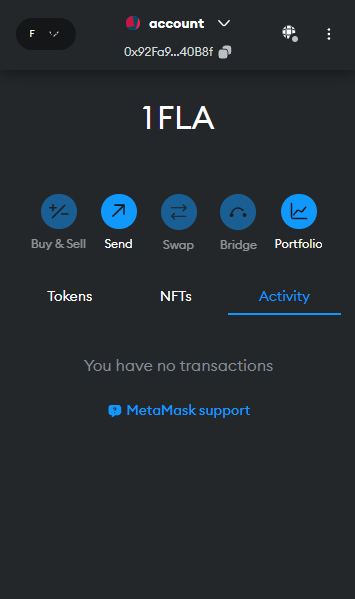 F
account
0x92Fa9...40B8f
1 FLA
Buy & Sell
Send
Swap
Bridge
Portfolio
Tokens
NFTs
Activity
You have no transactions
MetaMask support